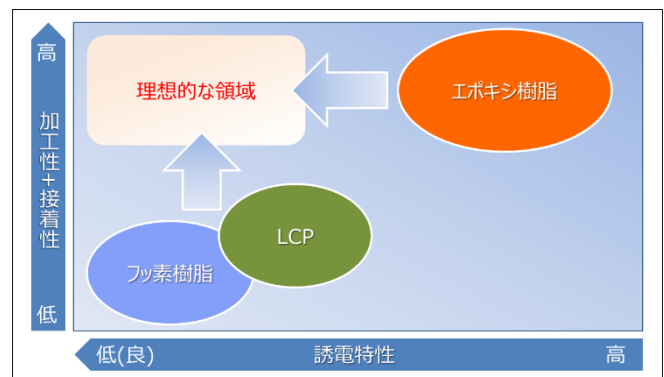 高
加工性+接着性
低
理想的な領域
エポキシ樹脂
LCP
フッ素樹脂
低(良)
誘電特性
高